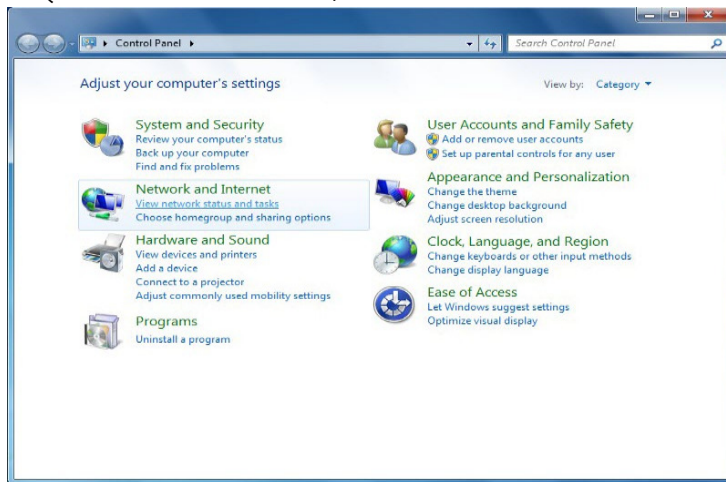 Control Panel
Search Control Panel
Adjust your computer's settings
View by: Category
System and Security
Review your computer's status
Back up your computer
Find and fix problems
Network and Internet
View network status and tasks
Choose homegroup and sharing options
Hardware and Sound
View devices and printers
Add a device
Connect to a projector
Adjust commonly used mobility settings
Programs
Uninstall a program
User Accounts and Family Safety
Add or remove user accounts
Set up parental controls for any user
Appearance and Personalization
Change the theme
Change desktop background
Adjust screen resolution
Clock, Language, and Region
Change keyboards or other input methods
Change display language
Ease of Access
Let Windows suggest settings
Optimize visual display